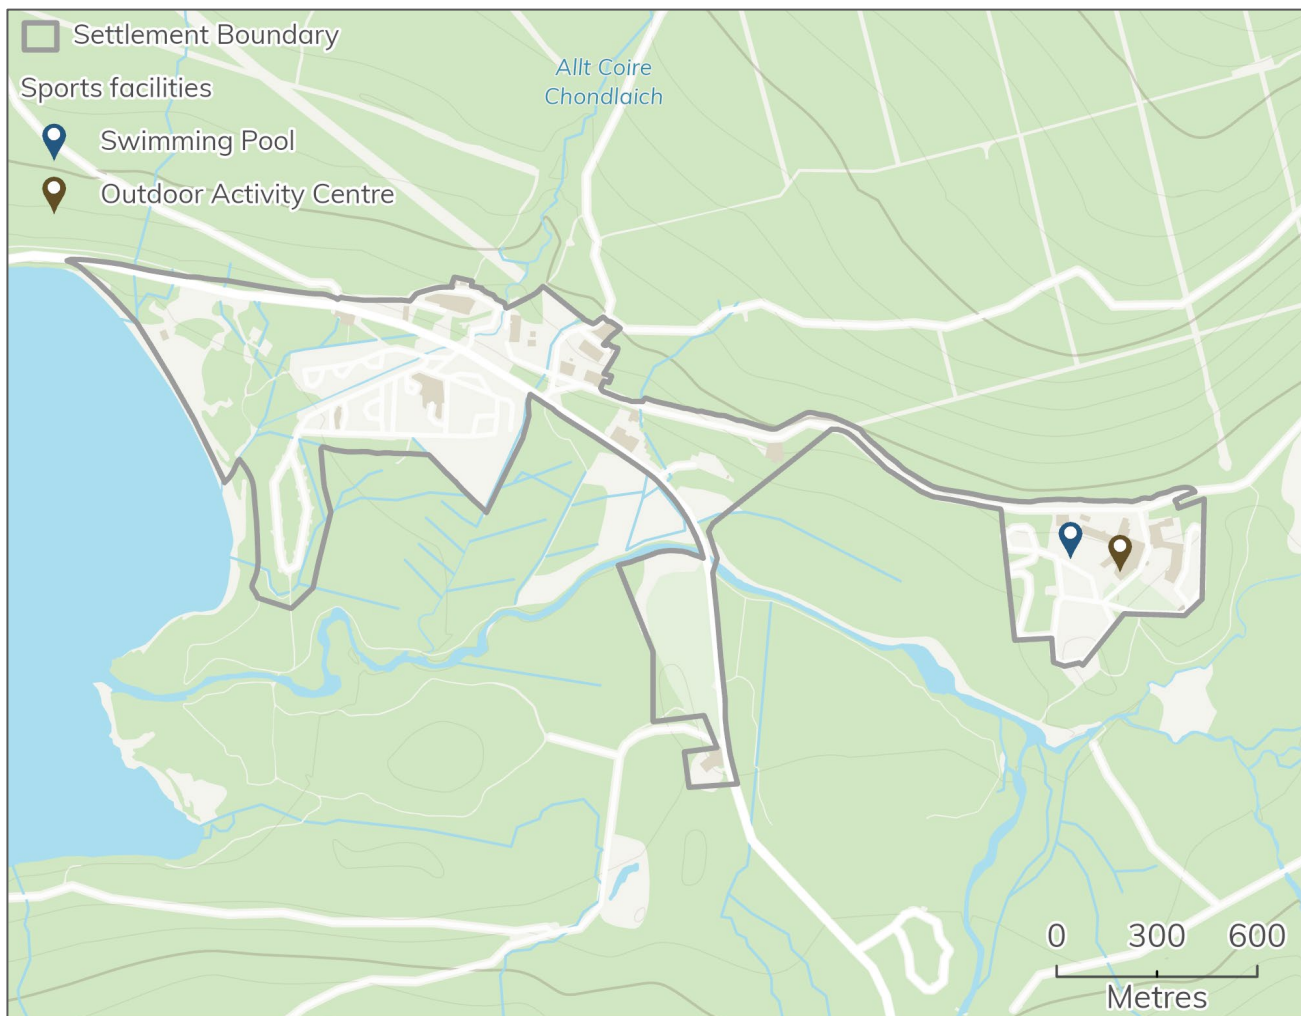 Settlement Boundary
Sports facilities
Swimming Pool
Outdoor Activity Centre
Allt Coire
Chondlaich
0 300 600
Metres